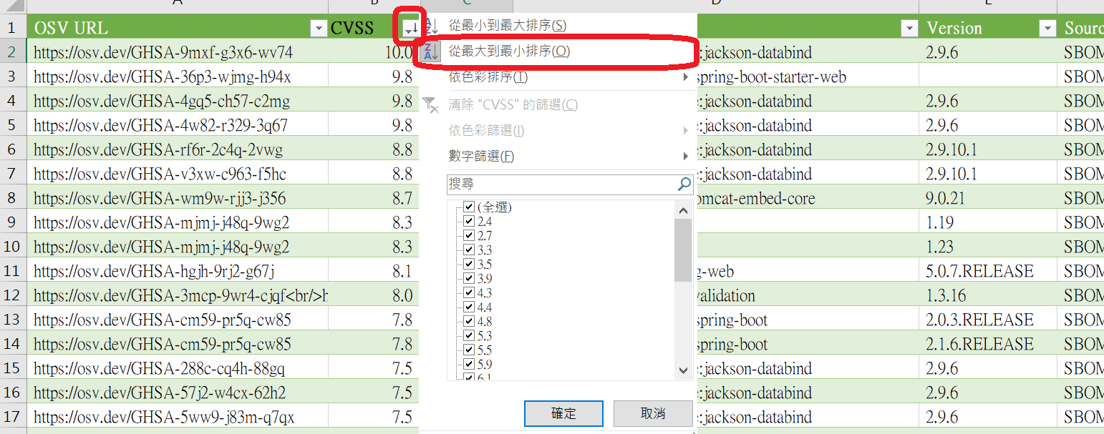 A B C D E
1 OSV URL CVSS Version Sourc
2 https://osv.dev/GHSA-9mxf-g3x6-wv74 10.0 :jackson-databind 2.9.6 SBOM
3 https://osv.dev/GHSA-36p3-wjmg-h94x 9.8 spring-boot-starter-web SBOM
4 https://osv.dev/GHSA-4gq5-ch57-c2mg 9.8 :jackson-databind 2.9.6 SBOM
5 https://osv.dev/GHSA-4w82-r329-3q67 9.8 :jackson-databind 2.9.6 SBOM
6 https://osv.dev/GHSA-rf6r-2c4q-2vwg 8.8 :jackson-databind 2.9.10.1 SBOM
7 https://osv.dev/GHSA-v3xw-c963-f5hc 8.8 :jackson-databind 2.9.10.1 SBOM
8 https://osv.dev/GHSA-wm9w-rjj3-j356 8.7 omcat-embed-core 9.0.21 SBOM
9 https://osv.dev/GHSA-mjmj-j48q-9wg2 8.3 1.19 SBOM
10 https://osv.dev/GHSA-mjmj-j48q-9wg2 8.3 1.23 SBOM
11 https://osv.dev/GHSA-hgjh-9rj2-g67j 8.1 g-web 5.0.7.RELEASE SBOM
12 https://osv.dev/GHSA-3mcp-9wr4-cjqf<br/>h 8.0 validation 1.3.16 SBOM
13 https://osv.dev/GHSA-cm59-pr5q-cw85 7.8 spring-boot 2.0.3.RELEASE SBOM
14 https://osv.dev/GHSA-cm59-pr5q-cw85 7.8 spring-boot 2.1.6.RELEASE SBOM
15 https://osv.dev/GHSA-288c-cq4h-88gq 7.5 :jackson-databind 2.9.6 SBOM
16 https://osv.dev/GHSA-57j2-w4cx-62h2 7.5 :jackson-databind 2.9.6 SBOM
17 https://osv.dev/GHSA-5ww9-j83m-q7qx 7.5 :jackson-databind 2.9.6 SBOM
從最小到最大排序(S)
從最大到最小排序(O)
依色彩排序(T)
清除 "CVSS" 的篩選(C)
依色彩篩選(I)
數字篩選(F)
搜尋
(全選)
2.4
2.7
3.3
3.5
3.9
4.3
4.4
4.8
5.3
5.5
5.9
6.1
確定 取消